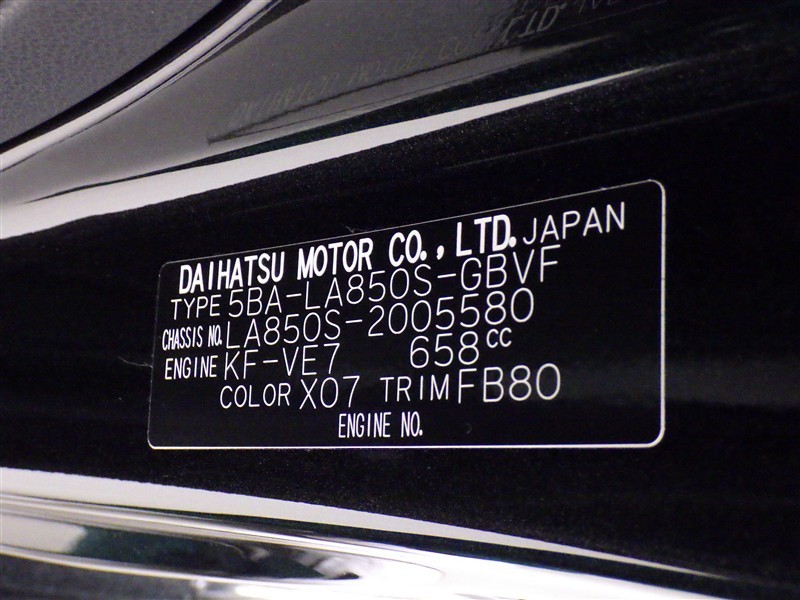 DAIHATSU MOTOR CO., LTD. JAPAN
TYPE 5BA-LA850S-GBVF
CHASSIS NO. LA850S-2005580
ENGINE KF-VE7 658cc
COLOR X07 TRIM FB80
ENGINE NO.